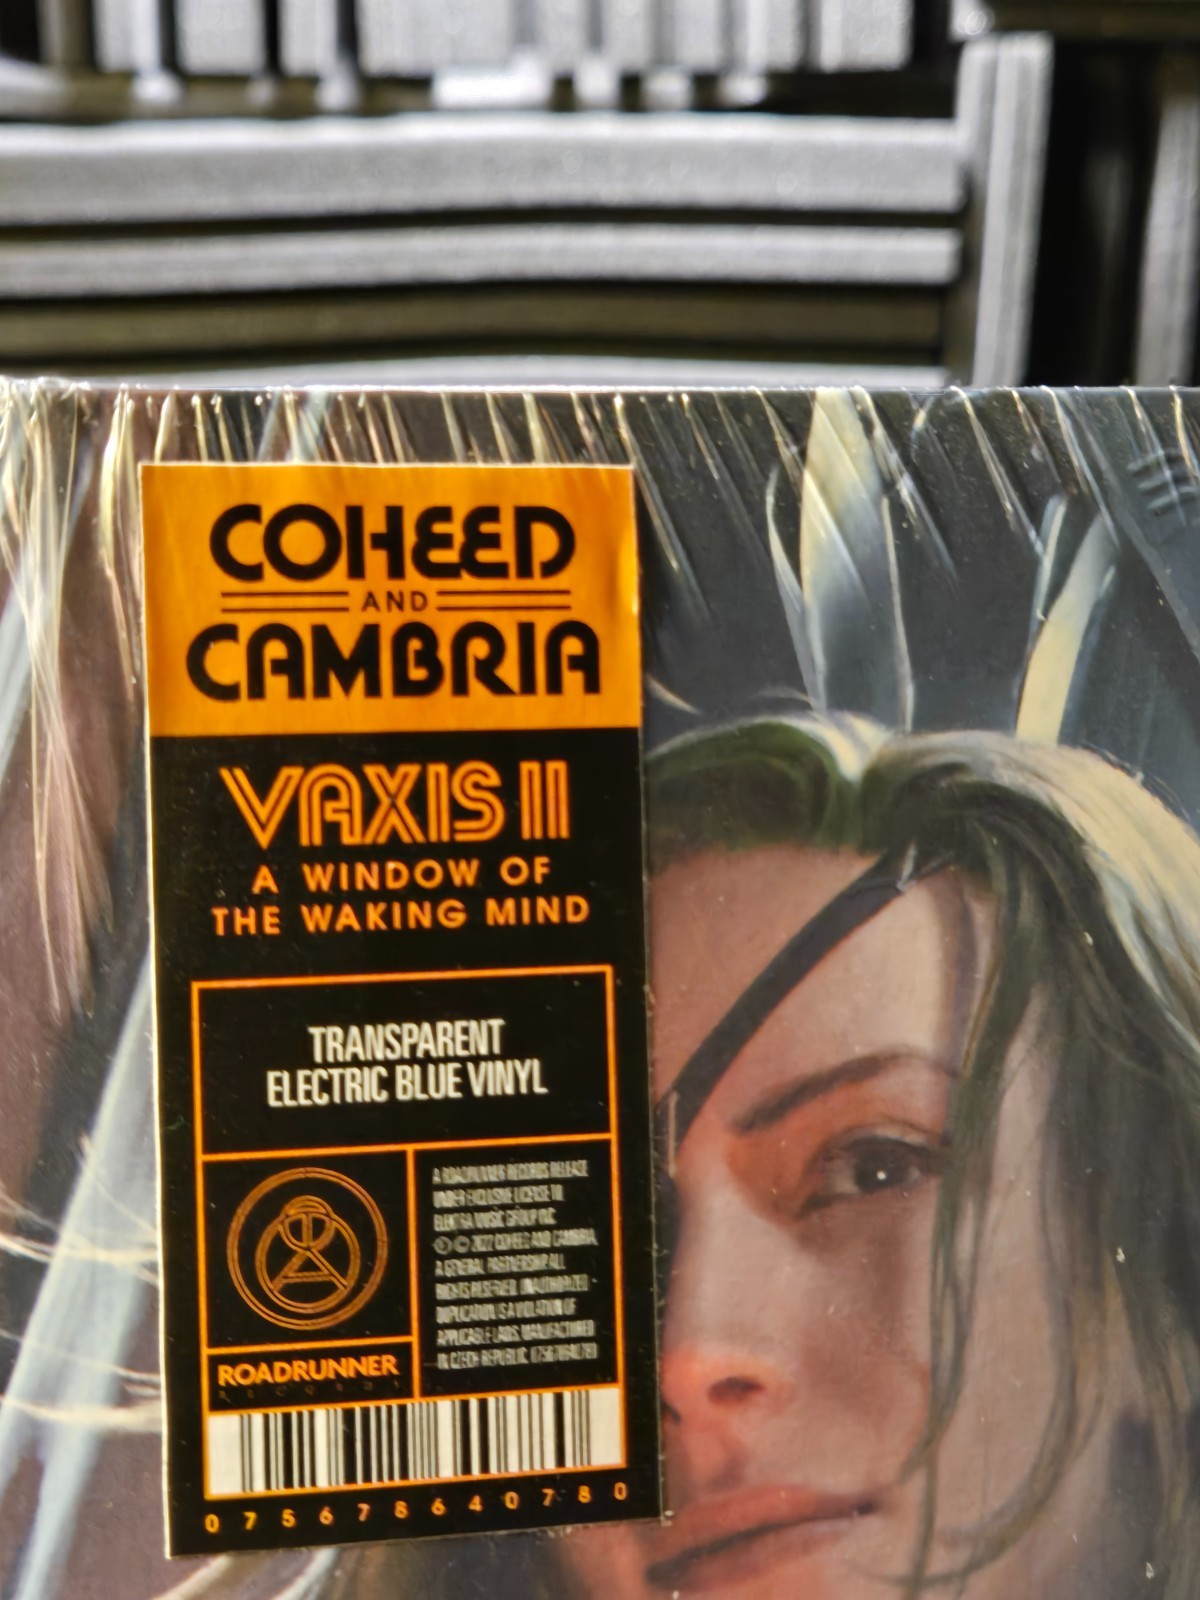 COHEED
AND
CAMBRIA
VAXIS II
A WINDOW OF
THE WAKING MIND
TRANSPARENT
ELECTRIC BLUE VINYL
A ROADRUNNER RECORDS RELEASE
UNDER EXCLUSIVE LICENSE TO
ELEKTRA MUSIC GROUP INC.
℗ © 2022 COHEED AND CAMBRIA,
A GENERAL PARTNERSHIP. ALL
RIGHTS RESERVED. UNAUTHORIZED
DUPLICATION IS A VIOLATION OF
APPLICABLE LAWS. MANUFACTURED
IN CZECH REPUBLIC.
ROADRUNNER
RECORDS
0 7 5 6 7 8 6 4 0 7 8 0